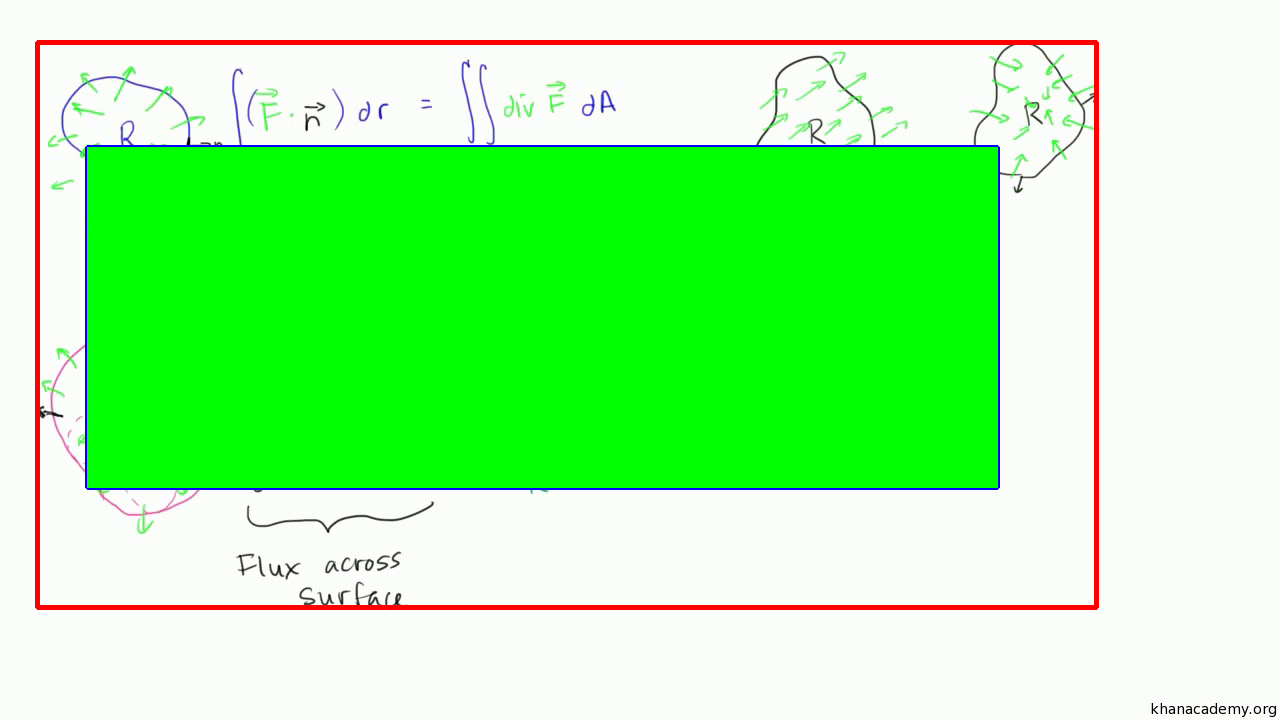 R
∫(F⃗ · n⃗) dr = ∬ div F⃗ dA
R
R
Flux across
surface
khanacademy.org